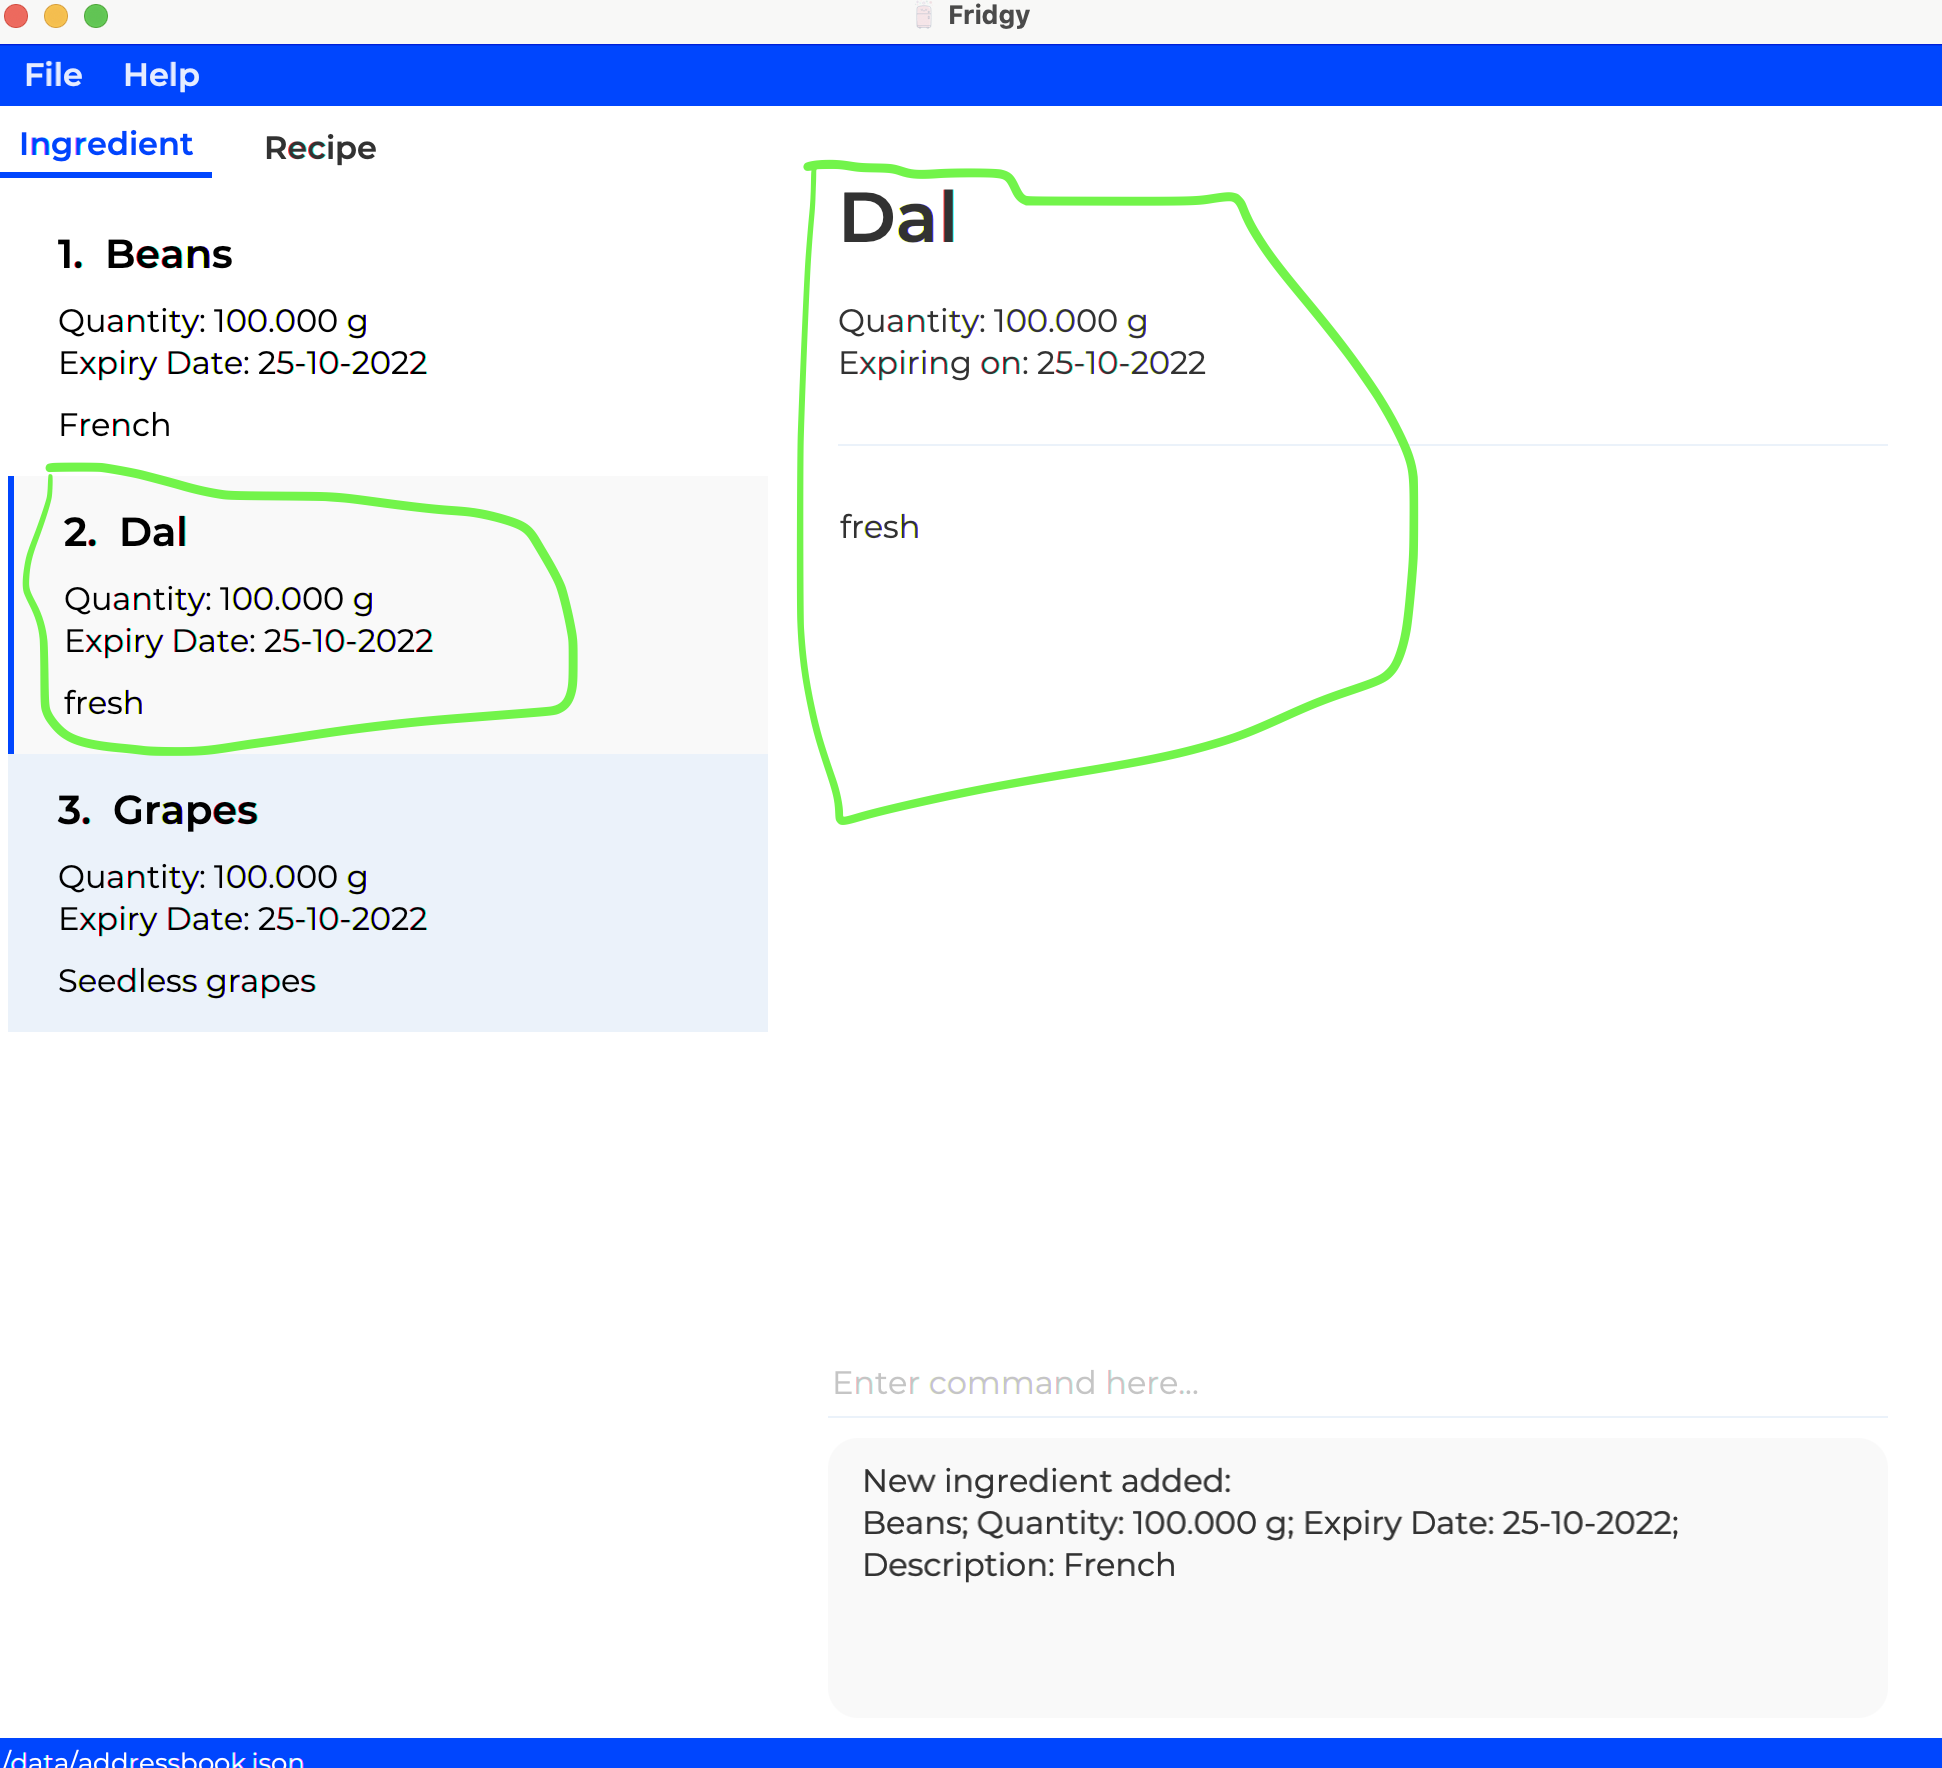 Fridgy
File Help
Ingredient Recipe
1. Beans
Quantity: 100.000 g
Expiry Date: 25-10-2022
French
2. Dal
Quantity: 100.000 g
Expiry Date: 25-10-2022
fresh
3. Grapes
Quantity: 100.000 g
Expiry Date: 25-10-2022
Seedless grapes
Dal
Quantity: 100.000 g
Expiring on: 25-10-2022
fresh
Enter command here...
New ingredient added:
Beans; Quantity: 100.000 g; Expiry Date: 25-10-2022;
Description: French
/data/addressbook.json